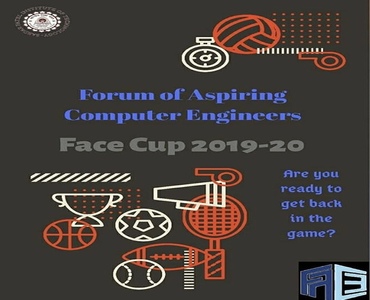 Forum of Aspiring
Computer Engineers
Face Cup 2019-20
Are you
ready to
get back
in the
game?